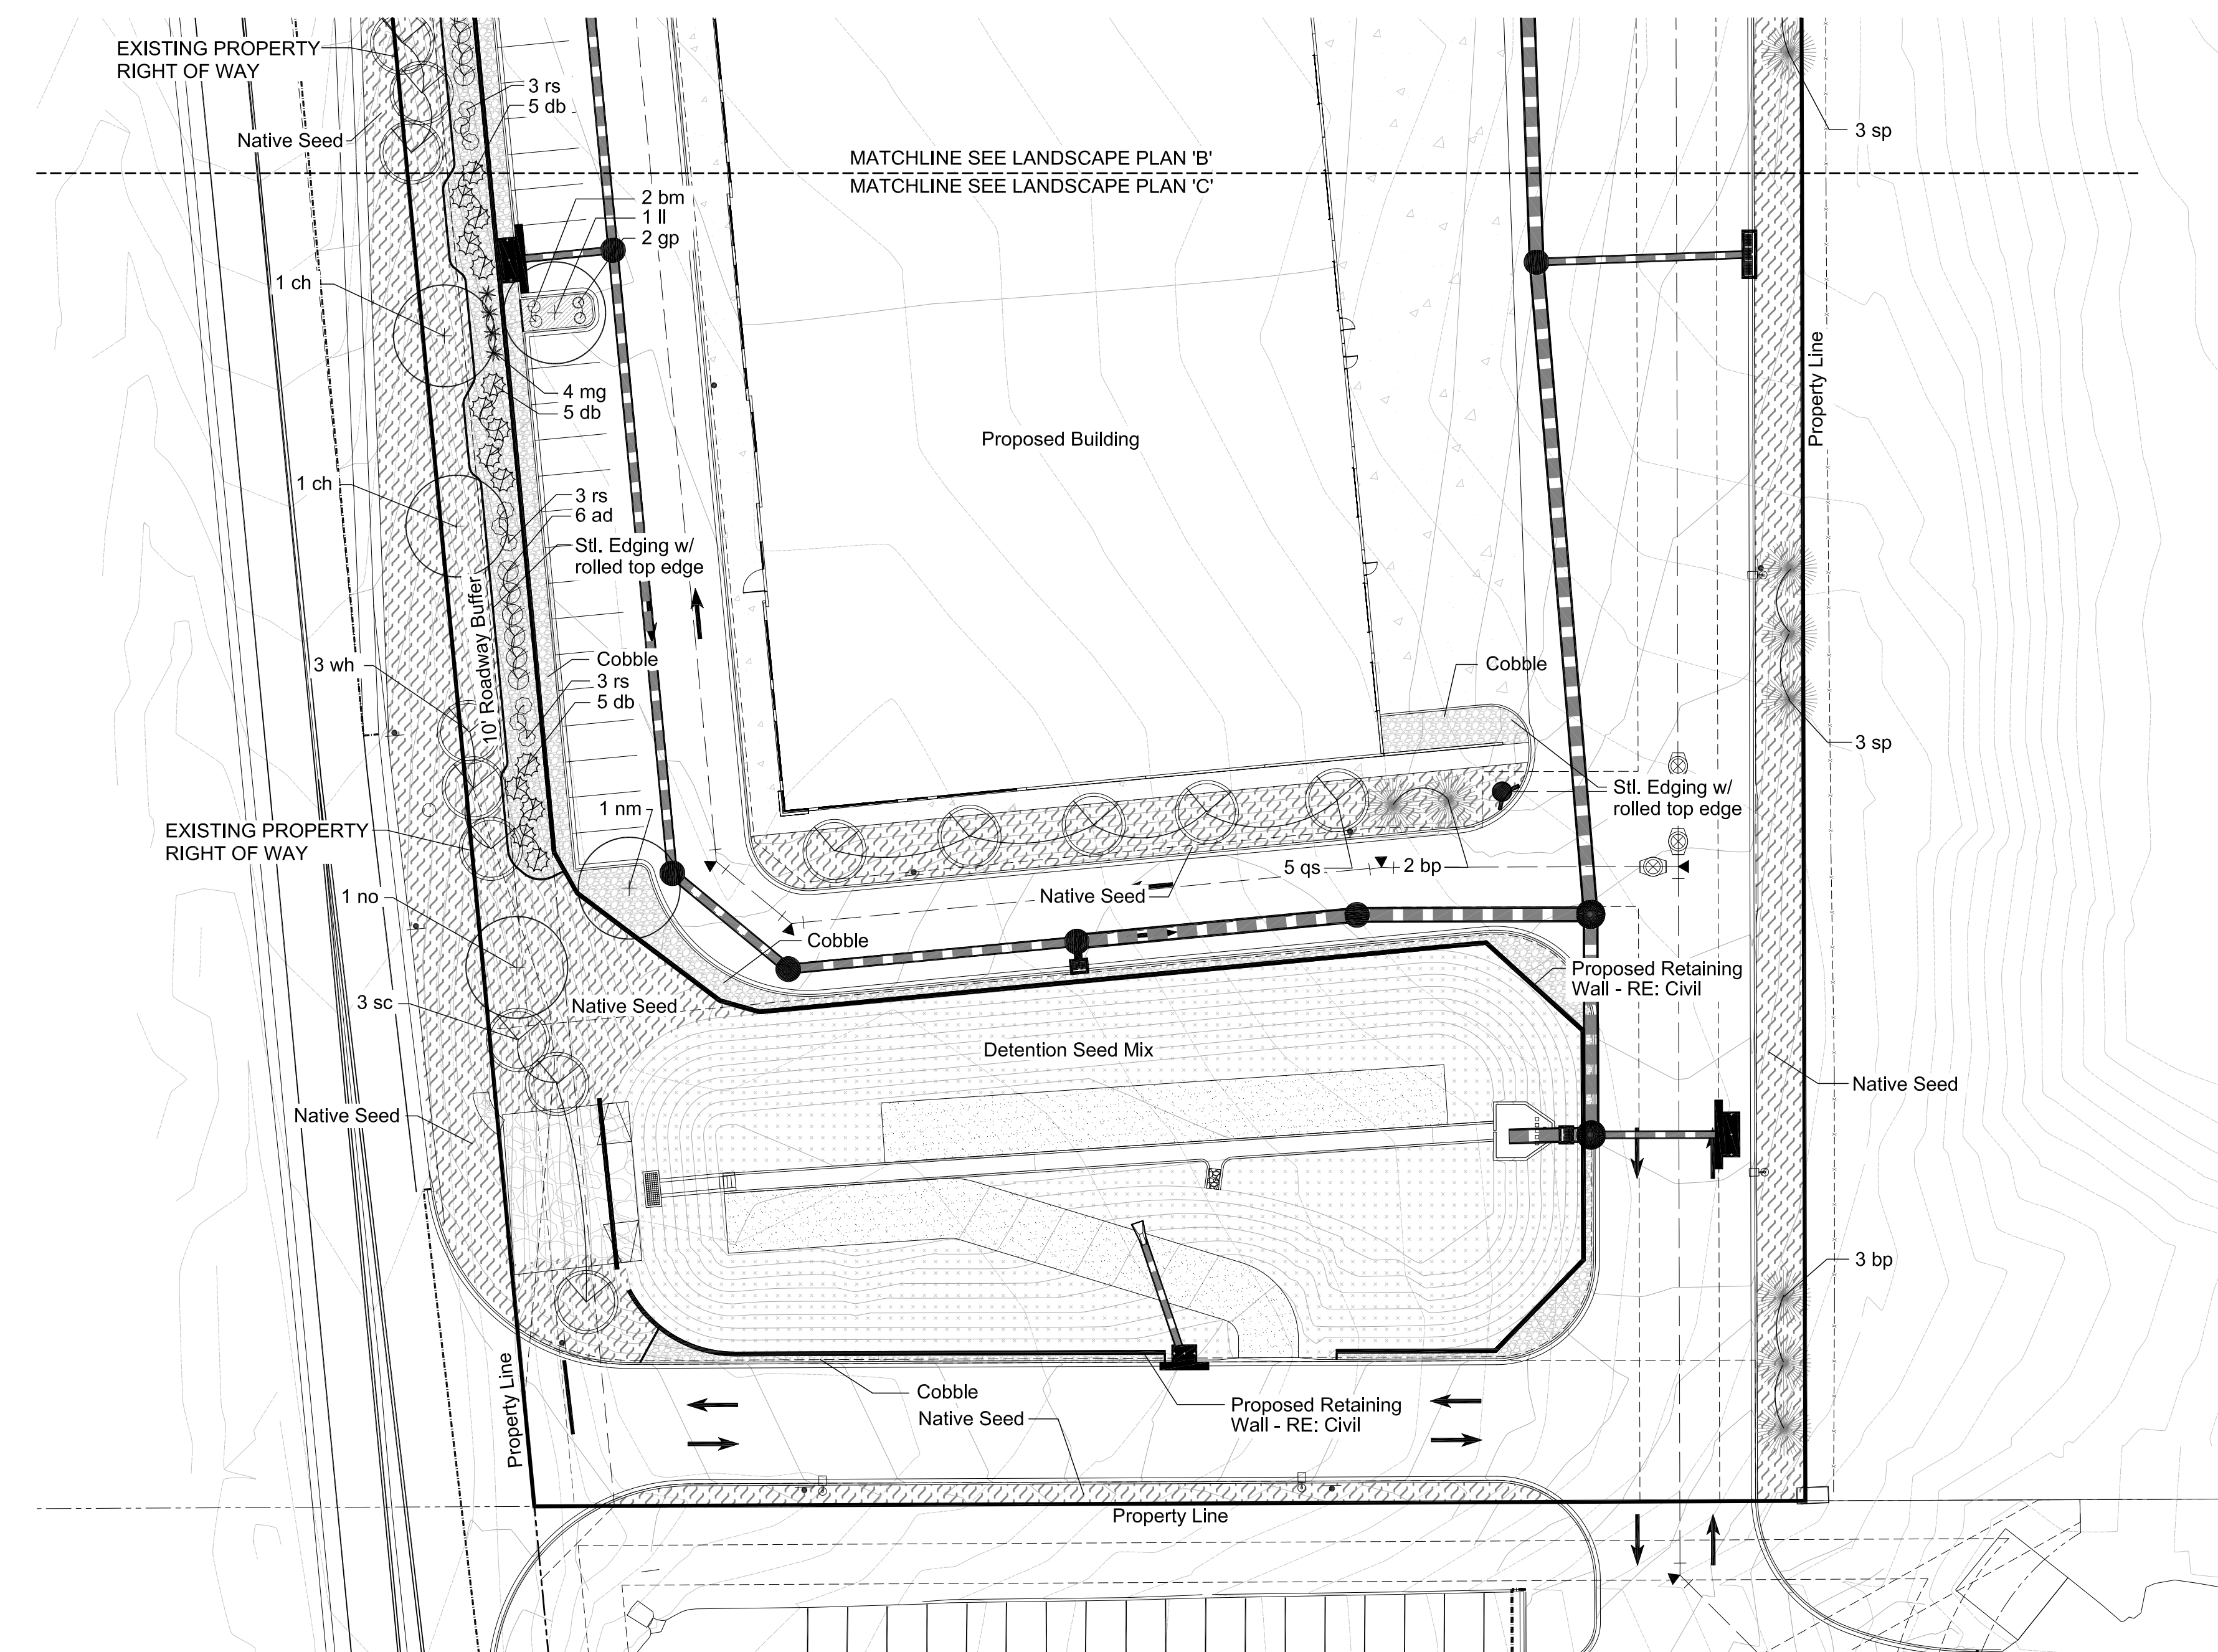 EXISTING PROPERTY
RIGHT OF WAY
Native Seed
3 rs
5 db
3 sp
MATCHLINE SEE LANDSCAPE PLAN 'B'
MATCHLINE SEE LANDSCAPE PLAN 'C'
2 bm
1 ll
2 gp
1 ch
4 mg
5 db
Property Line
Proposed Building
1 ch
3 rs
6 ad
Stl. Edging w/
rolled top edge
10' Roadway Buffer
3 wh
Cobble
3 rs
5 db
Cobble
3 sp
Stl. Edging w/
rolled top edge
1 nm
EXISTING PROPERTY
RIGHT OF WAY
5 qs
2 bp
Native Seed
1 no
Cobble
Proposed Retaining
Wall - RE: Civil
3 sc
Native Seed
Detention Seed Mix
Native Seed
Native Seed
3 bp
Property Line
Cobble
Native Seed
Proposed Retaining
Wall - RE: Civil
Property Line